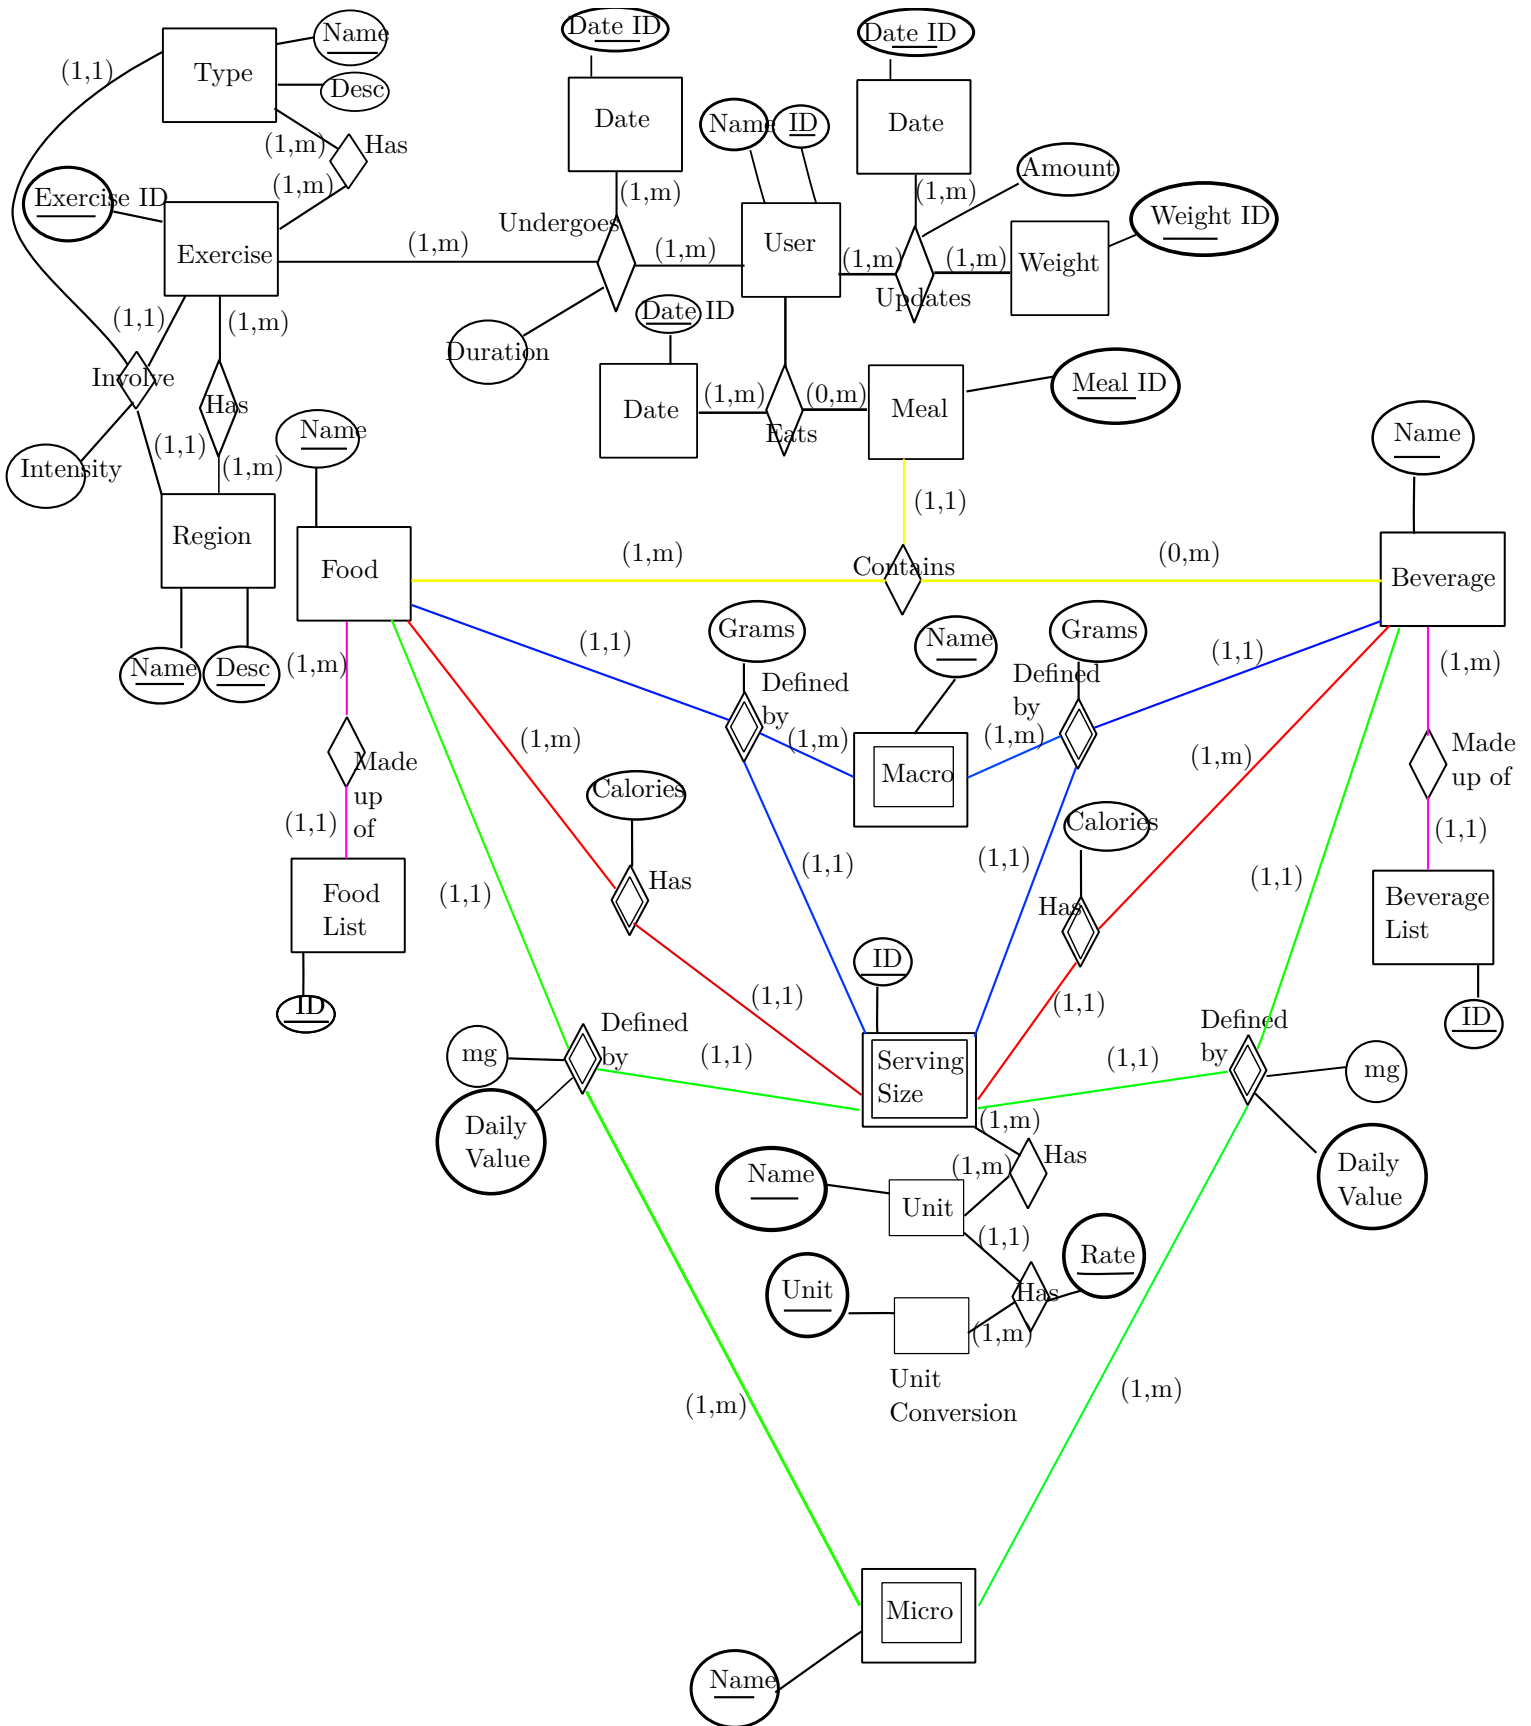 Name
Date ID
Date ID
(1,1)
Type
Desc
Date
Name
ID
Date
(1,m)
Has
Amount
(1,m)
(1,m)
(1,m)
Exercise ID
Weight ID
Undergoes
Exercise
(1,m)
(1,m)
User
(1,m)
(1,m)
Weight
Updates
Date ID
(1,1)
(1,m)
Duration
Involve
Has
(1,m)
(0,m)
Meal
Meal ID
Date
Eats
Name
Name
(1,1)
(1,m)
Intensity
(1,1)
Region
(1,m)
(0,m)
Food
Contains
Beverage
Grams
Name
Grams
(1,1)
(1,1)
Name
Desc
(1,m)
(1,m)
Defined
by
Defined
by
(1,m)
(1,m)
(1,m)
(1,m)
Made
up
of
Macro
Made
up of
Calories
Calories
(1,1)
(1,1)
(1,1)
(1,1)
Has
Has
(1,1)
(1,1)
Food
List
Beverage
List
ID
(1,1)
(1,1)
ID
ID
mg
Defined
by
(1,1)
Serving
Size
(1,1)
Defined
by
mg
Daily
Value
(1,m)
Has
(1,m)
Name
Unit
Daily
Value
(1,1)
Rate
Unit
Has
(1,m)
Unit
Conversion
(1,m)
(1,m)
Micro
Name